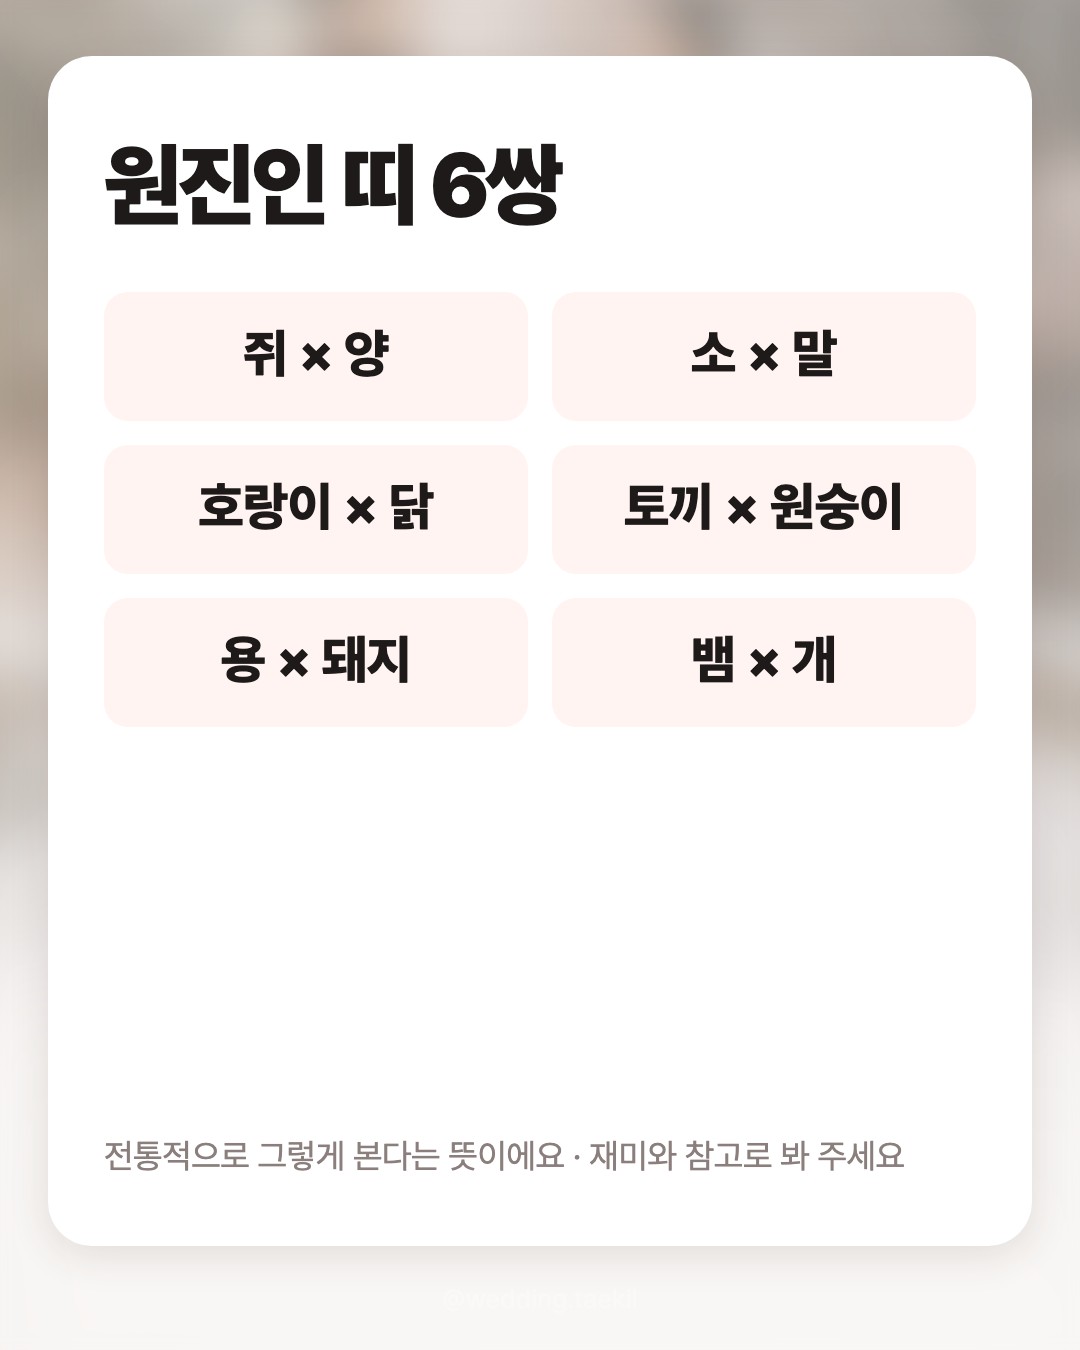 원진인 띠 6쌍
쥐 × 양
소 × 말
호랑이 × 닭
토끼 × 원숭이
용 × 돼지
뱀 × 개
전통적으로 그렇게 본다는 뜻이에요 · 재미와 참고로 봐 주세요